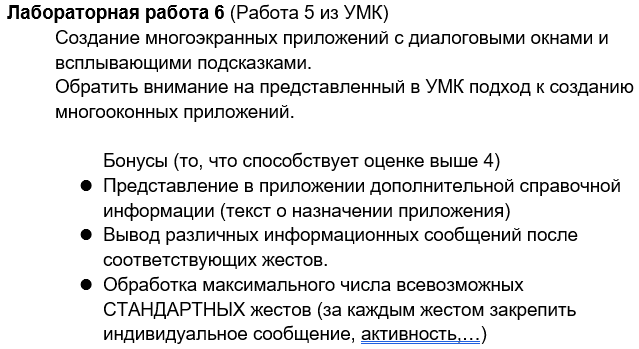 Лабораторная работа 6 (Работа 5 из УМК)
Создание многоэкранных приложений с диалоговыми окнами и
всплывающими подсказками.
Обратить внимание на представленный в УМК подход к созданию
многооконных приложений.
Бонусы (то, что способствует оценке выше 4)
● Представление в приложении дополнительной справочной
информации (текст о назначении приложения)
● Вывод различных информационных сообщений после
соответствующих жестов.
● Обработка максимального числа всевозможных
СТАНДАРТНЫХ жестов (за каждым жестом закрепить
индивидуальное сообщение, активность,…)